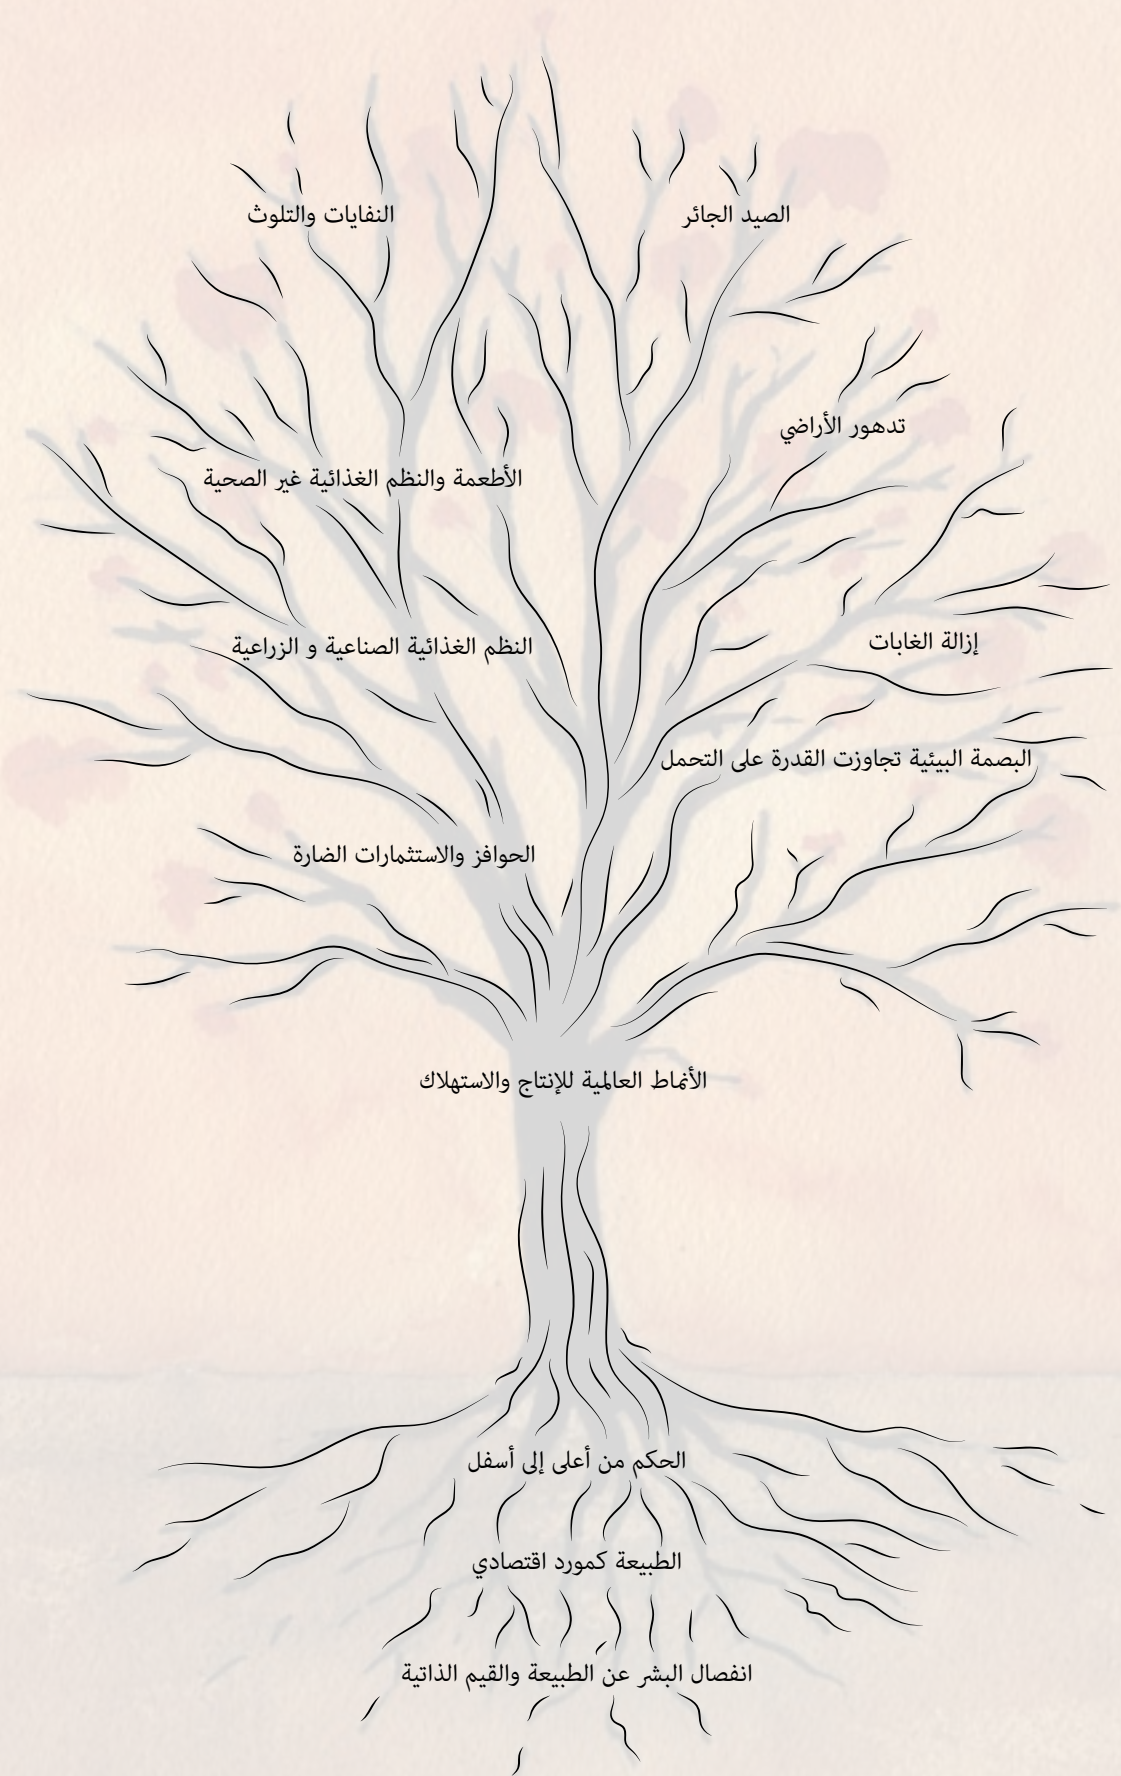 الصيد الجائر
النفايات والتلوث
تدهور الأراضي
الأطعمة والنظم الغذائية غير الصحية
إزالة الغابات
النظم الغذائية الصناعية و الزراعية
البصمة البيئية تجاوزت القدرة على التحمل
الحوافز والاستثمارات الضارة
الأنماط العالمية للإنتاج والاستهلاك
الحكم من أعلى إلى أسفل
الطبيعة كمورد اقتصادي
انفصال البشر عن الطبيعة والقيم الذاتية